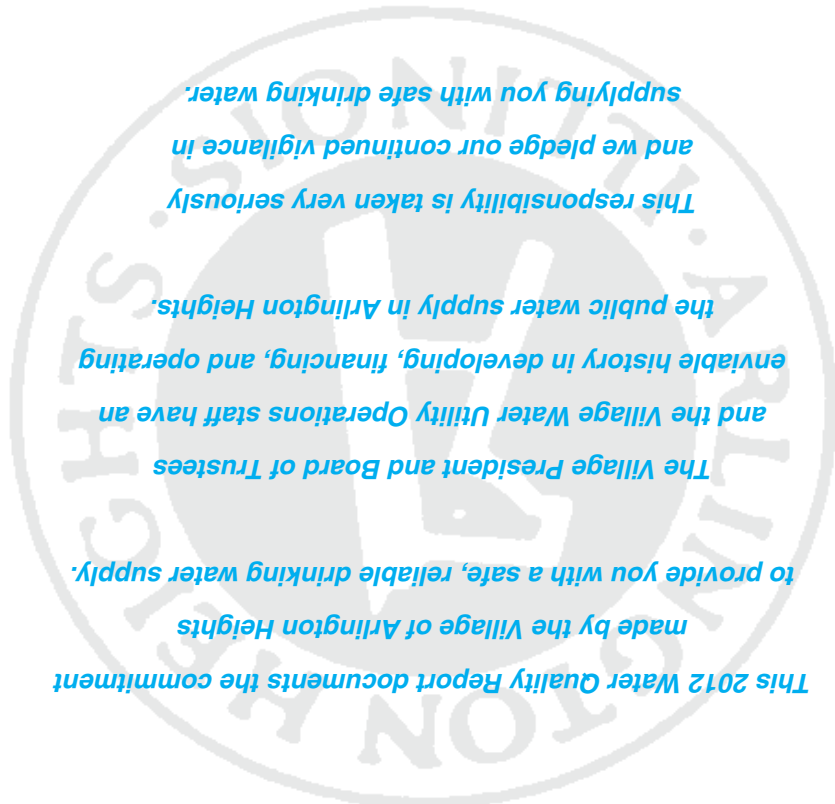 This 2012 Water Quality Report documents the commitment
made by the Village of Arlington Heights
to provide you with a safe, reliable drinking water supply.
The Village President and Board of Trustees
and the Village Water Utility Operations staff have an
enviable history in developing, financing, and operating
the public water supply in Arlington Heights.
This responsibility is taken very seriously
and we pledge our continued vigilance in
supplying you with safe drinking water.
ARLINGTON HEIGHTS · ILLINOIS ·